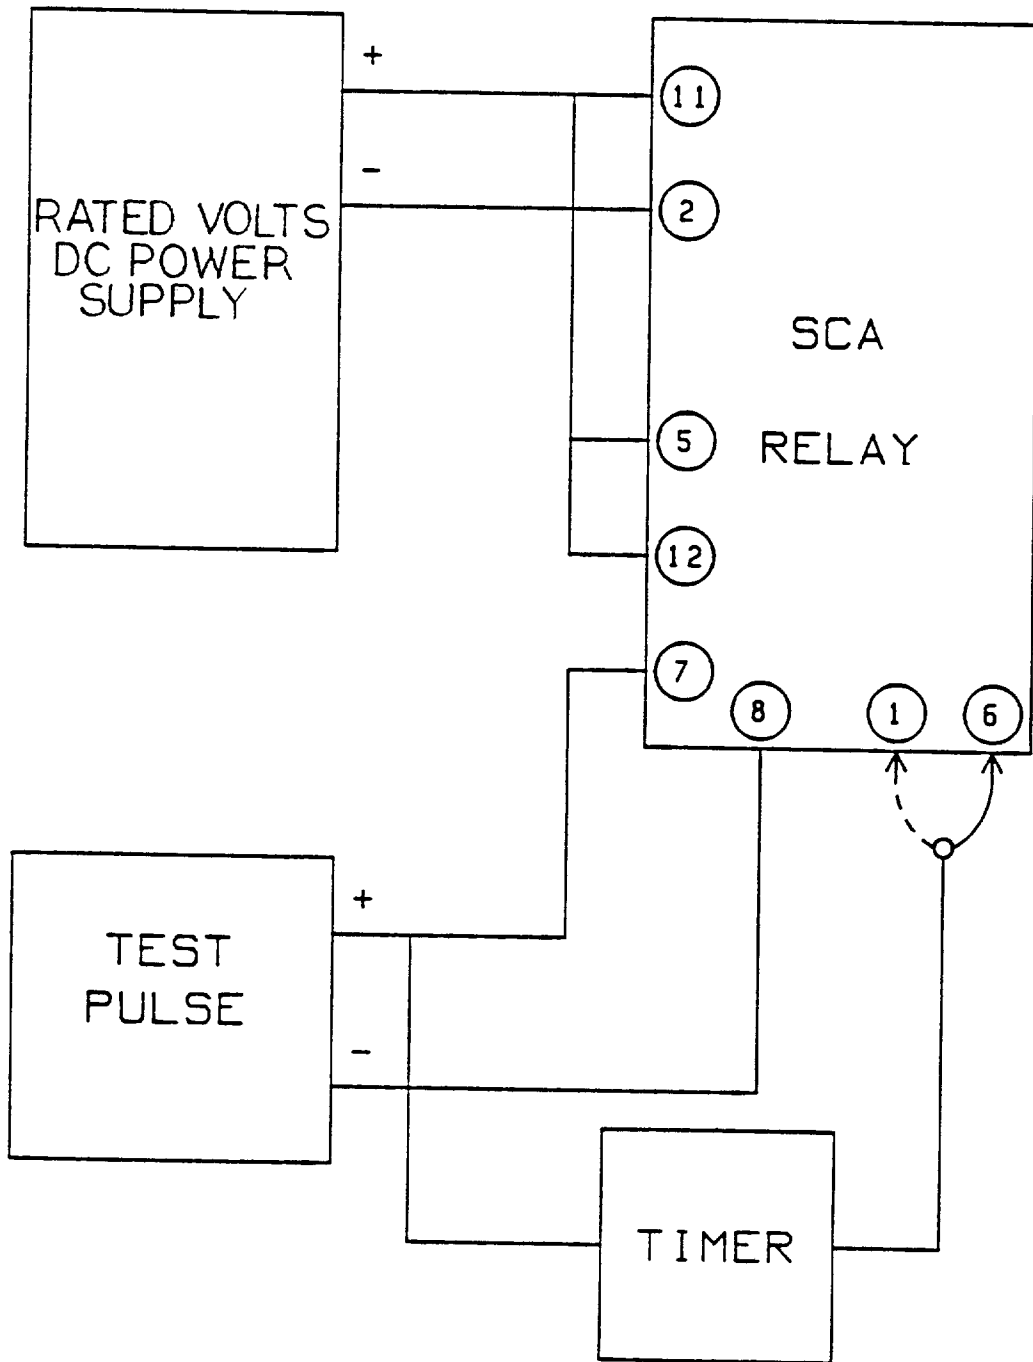 +
11
-
2
RATED VOLTS
DC POWER
SUPPLY
SCA
RELAY
5
12
7
8
1
6
+
TEST
PULSE
-
TIMER